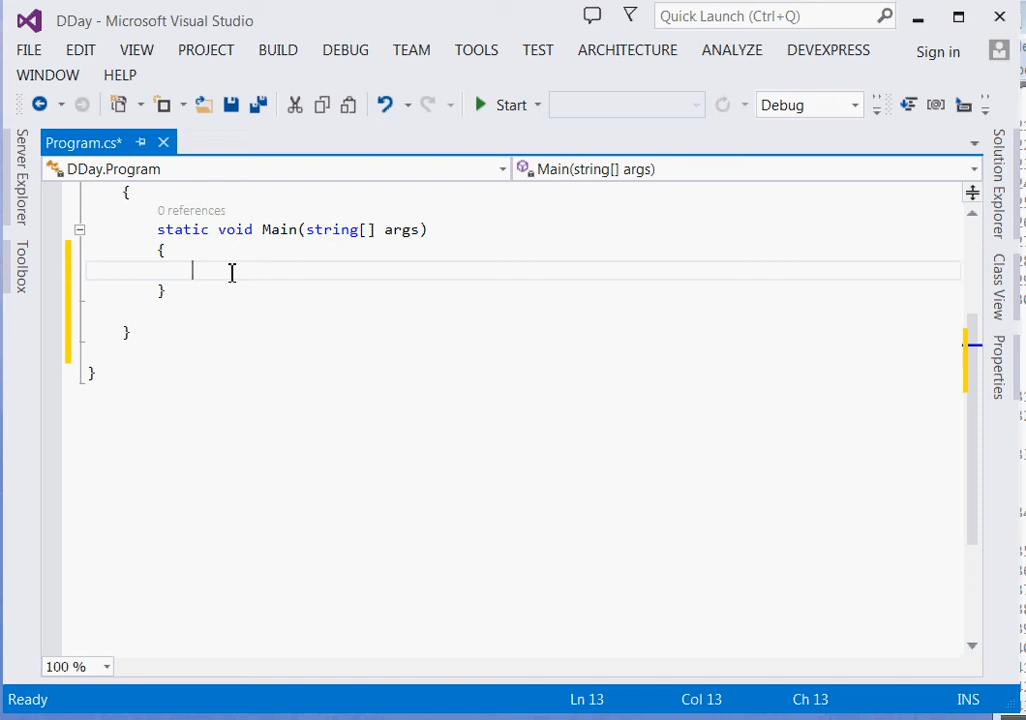 DDay - Microsoft Visual Studio
Quick Launch (Ctrl+Q)
FILE EDIT VIEW PROJECT BUILD DEBUG TEAM TOOLS TEST ARCHITECTURE ANALYZE DEVEXPRESS Sign in
WINDOW HELP
Start Debug
Program.cs*
DDay.Program Main(string[] args)
{
0 references
static void Main(string[] args)
{
}
}
}
Server Explorer
Toolbox
Solution Explorer
Class View
Properties
100 %
Ready Ln 13 Col 13 Ch 13 INS